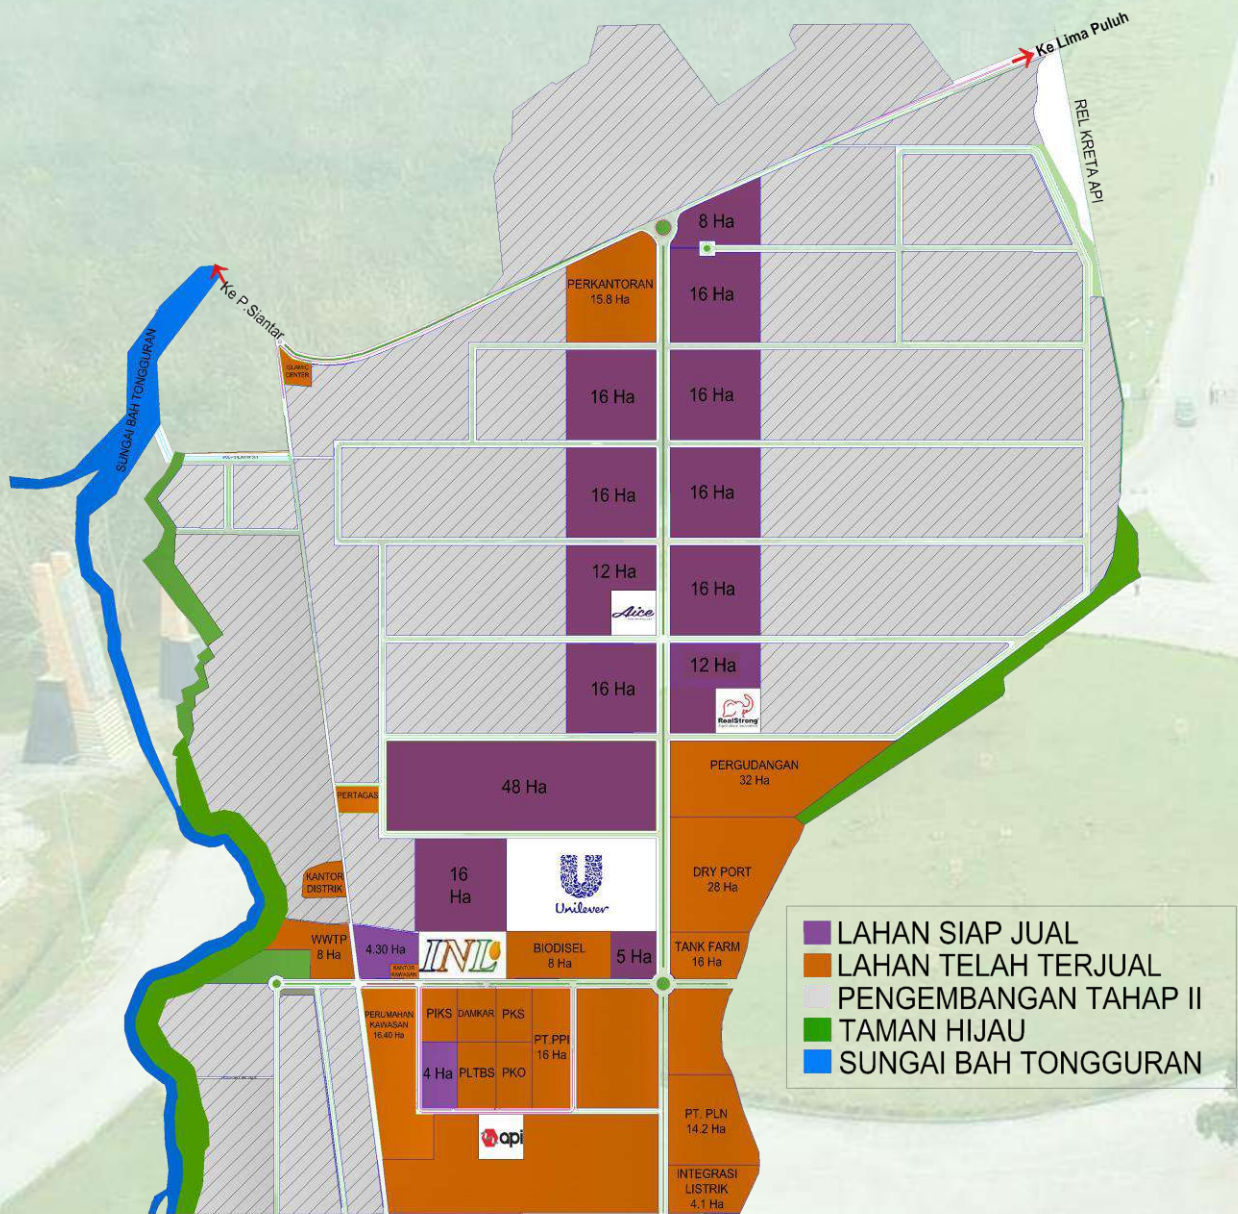 Ke Lima Puluh
REL KRETA API
8 Ha
PERKANTORAN
15.8 Ha
16 Ha
Ke P.Siantar
SUNGAI BAH TONGGURAN
ISLAMIC
CENTER
16 Ha
16 Ha
16 Ha
16 Ha
12 Ha
Aice
16 Ha
16 Ha
12 Ha
RealStrong
PERGUDANGAN
32 Ha
48 Ha
PERTAGAS
16
Ha
Unilever
DRY PORT
28 Ha
KANTOR
DISTRIK
WWTP
8 Ha
4.30 Ha
KANTOR
KAWASAN
INL
BIODISEL
8 Ha
5 Ha
TANK FARM
16 Ha
PERUMAHAN
KAWASAN
16.40 Ha
PIKS
DAMKAR
PKS
PT.PPI
16 Ha
4 Ha
PLTBS
PKO
api
PT. PLN
14.2 Ha
INTEGRASI
LISTRIK
4.1 Ha
LAHAN SIAP JUAL
LAHAN TELAH TERJUAL
PENGEMBANGAN TAHAP II
TAMAN HIJAU
SUNGAI BAH TONGGURAN